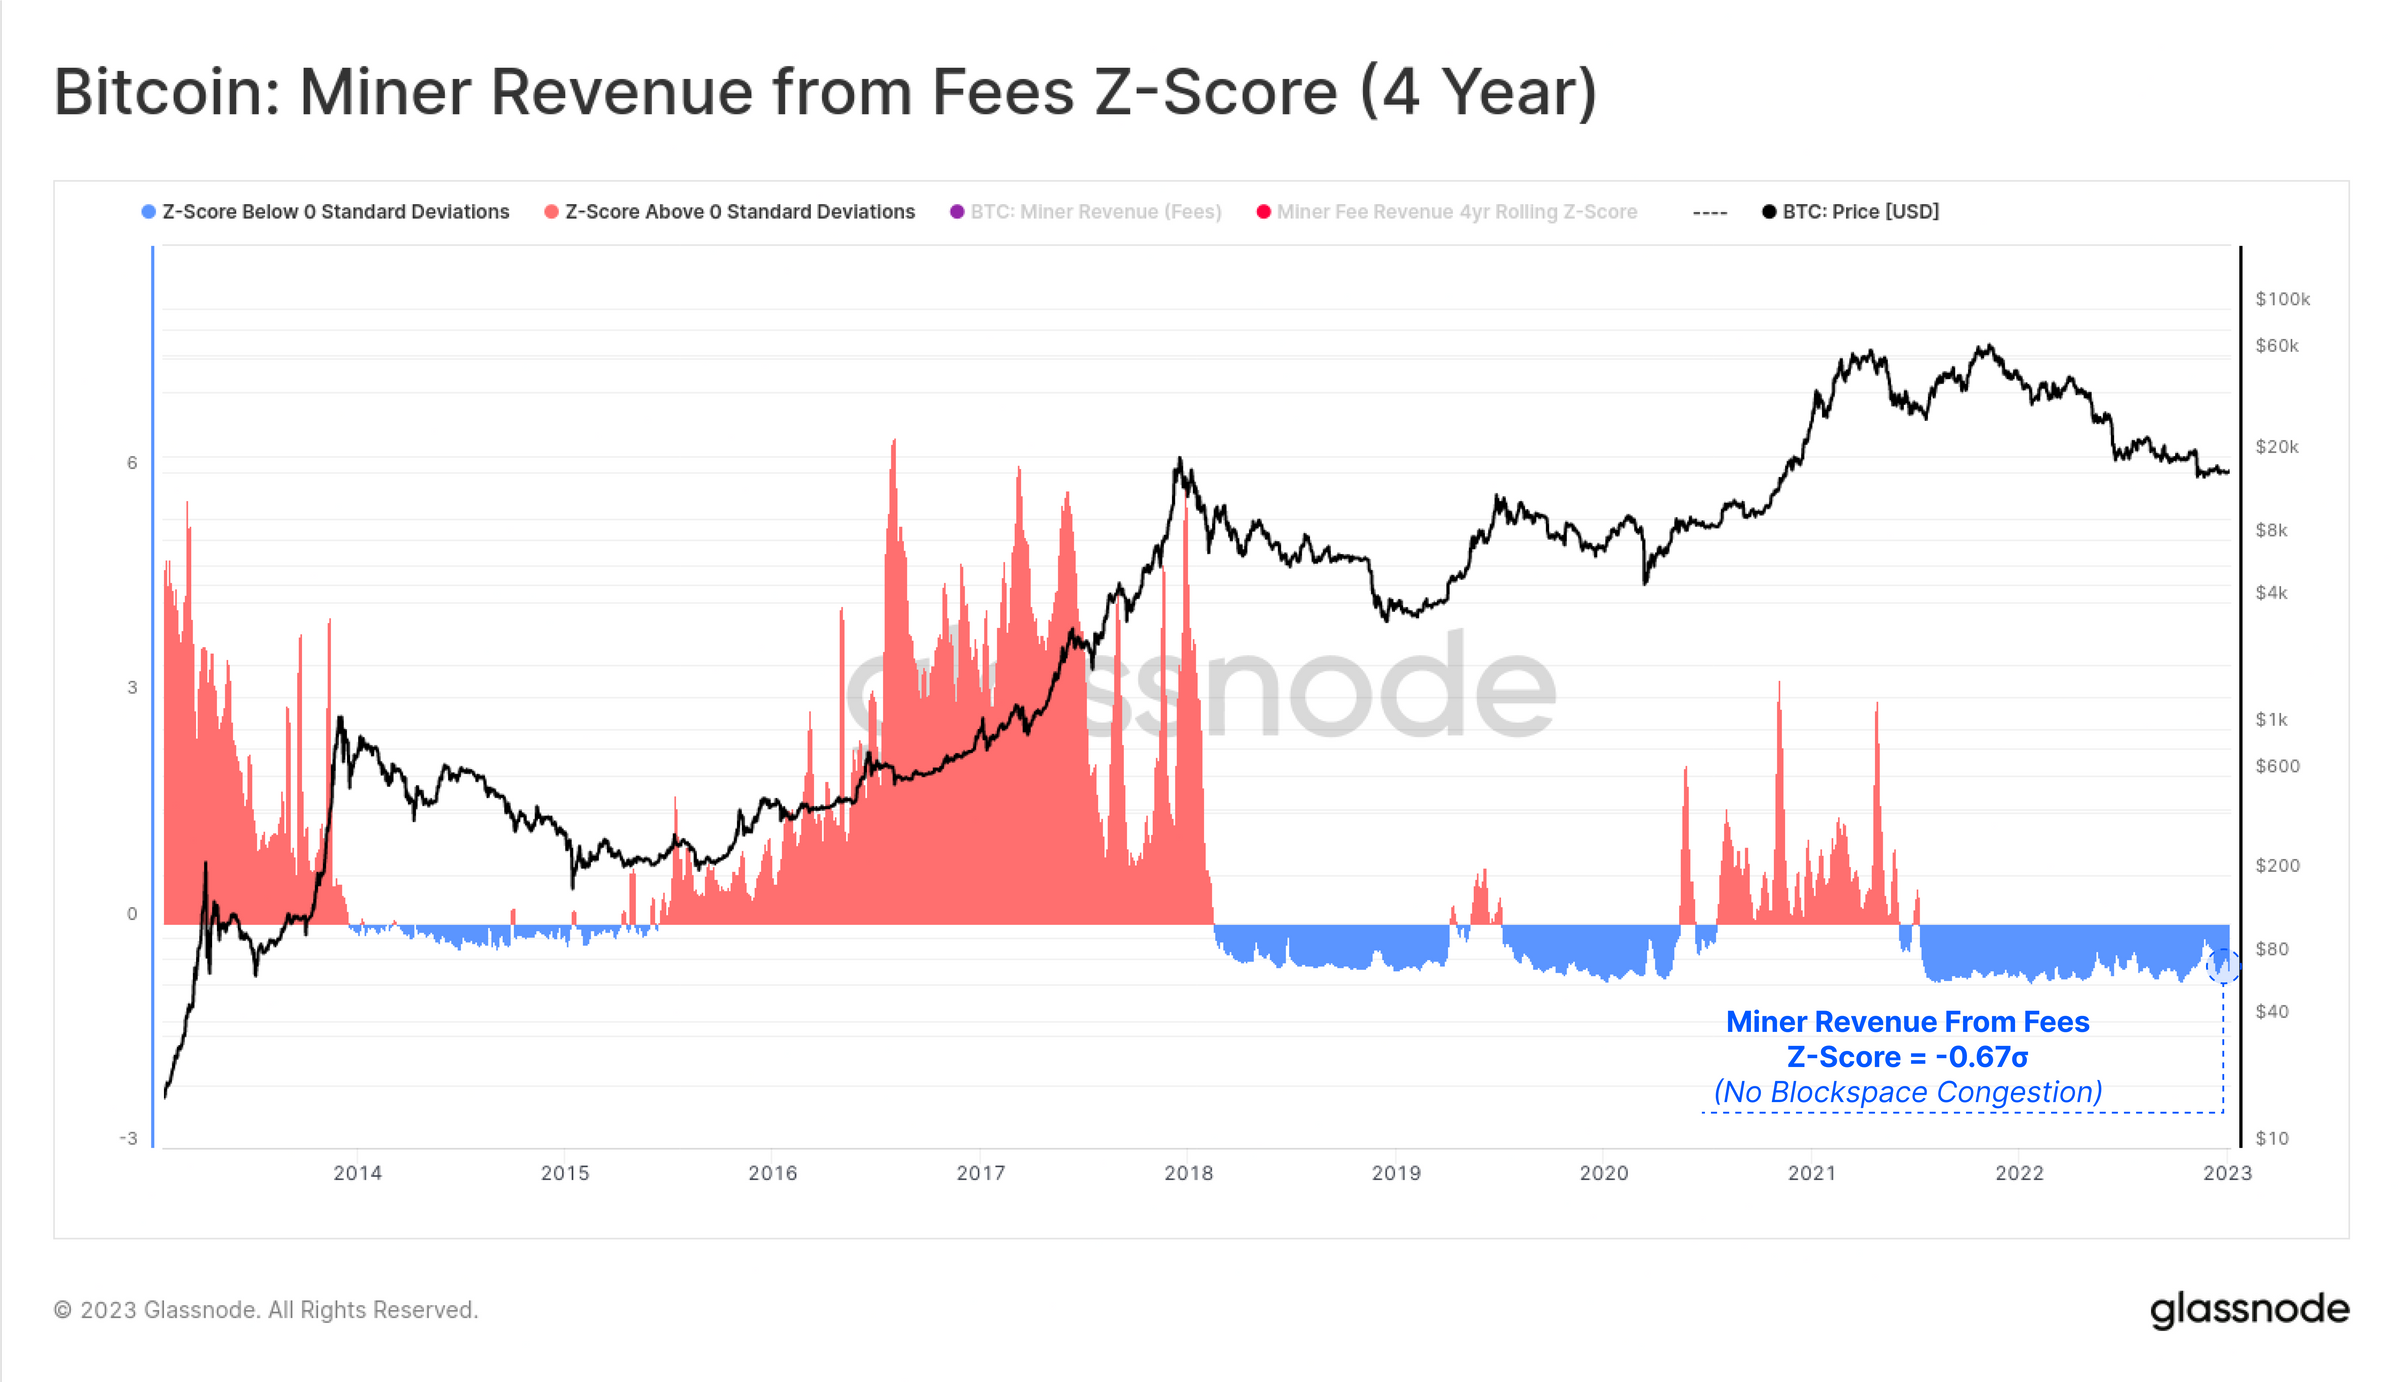 Bitcoin: Miner Revenue from Fees Z-Score (4 Year)
Z-Score Below 0 Standard Deviations
Z-Score Above 0 Standard Deviations
BTC: Miner Revenue (Fees)
Miner Fee Revenue 4yr Rolling Z-Score
BTC: Price [USD]
6
3
0
-3
$100k
$60k
$20k
$8k
$4k
$1k
$600
$200
$80
$40
$10
glassnode
Miner Revenue From Fees
Z-Score = -0.67σ
(No Blockspace Congestion)
2014
2015
2016
2017
2018
2019
2020
2021
2022
2023
© 2023 Glassnode. All Rights Reserved.
glassnode